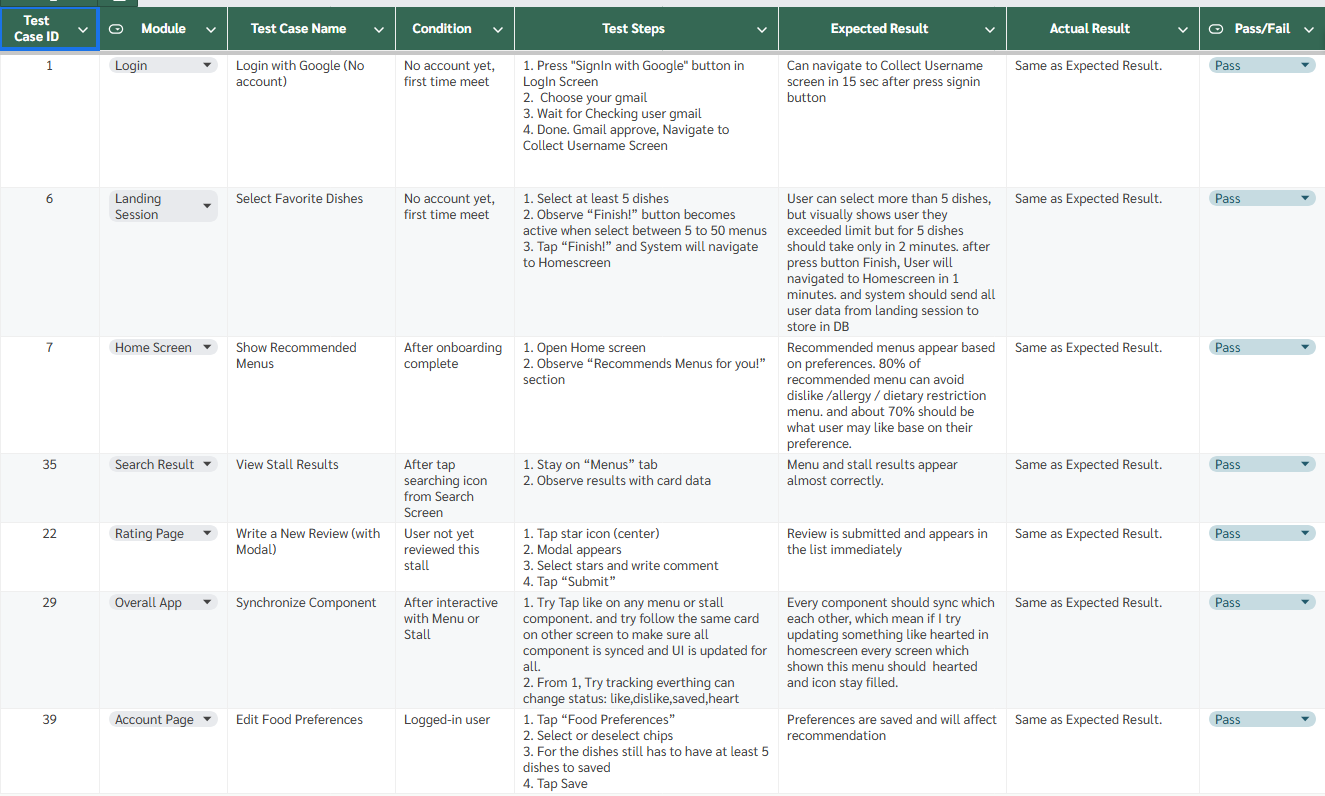 Test Case ID
Module
Test Case Name
Condition
Test Steps
Expected Result
Actual Result
Pass/Fail
1
Login
Login with Google (No
account)
No account yet,
first time meet
1. Press "SignIn with Google" button in
LogIn Screen
2.  Choose your gmail
3. Wait for Checking user gmail
4. Done. Gmail approve, Navigate to
Collect Username Screen
Can navigate to Collect Username
screen in 15 sec after press signin
button
Same as Expected Result.
Pass
6
Landing
Session
Select Favorite Dishes
No account yet,
first time meet
1. Select at least 5 dishes
2. Observe “Finish!” button becomes
active when select between 5 to 50 menus
3. Tap “Finish!” and System will navigate
to Homescreen
User can select more than 5 dishes,
but visually shows user they
exceeded limit but for 5 dishes
should take only in 2 minutes. after
press button Finish, User will
navigated to Homescreen in 1
minutes. and system should send all
user data from landing session to
store in DB
Same as Expected Result.
Pass
7
Home Screen
Show Recommended
Menus
After onboarding
complete
1. Open Home screen
2. Observe “Recommends Menus for you!”
section
Recommended menus appear based
on preferences. 80% of
recommended menu can avoid
dislike /allergy / dietary restriction
menu. and about 70% should be
what user may like base on their
preference.
Same as Expected Result.
Pass
35
Search Result
View Stall Results
After tap
searching icon
from Search
Screen
1. Stay on “Menus” tab
2. Observe results with card data
Menu and stall results appear
almost correctly.
Same as Expected Result.
Pass
22
Rating Page
Write a New Review (with
Modal)
User not yet
reviewed this
stall
1. Tap star icon (center)
2. Modal appears
3. Select stars and write comment
4. Tap “Submit”
Review is submitted and appears in
the list immediately
Same as Expected Result.
Pass
29
Overall App
Synchronize Component
After interactive
with Menu or
Stall
1. Try Tap like on any menu or stall
component. and try follow the same card
on other screen to make sure all
component is synced and UI is updated for
all.
2. From 1, Try tracking everthing can
change status: like,dislike,saved,heart
Every component should sync which
each other, which mean if I try
updating something like hearted in
homescreen every screen which
shown this menu should  hearted
and icon stay filled.
Same as Expected Result.
Pass
39
Account Page
Edit Food Preferences
Logged-in user
1. Tap “Food Preferences”
2. Select or deselect chips
3. For the dishes still has to have at least 5
dishes to saved
4. Tap Save
Preferences are saved and will affect
recommendation
Same as Expected Result.
Pass